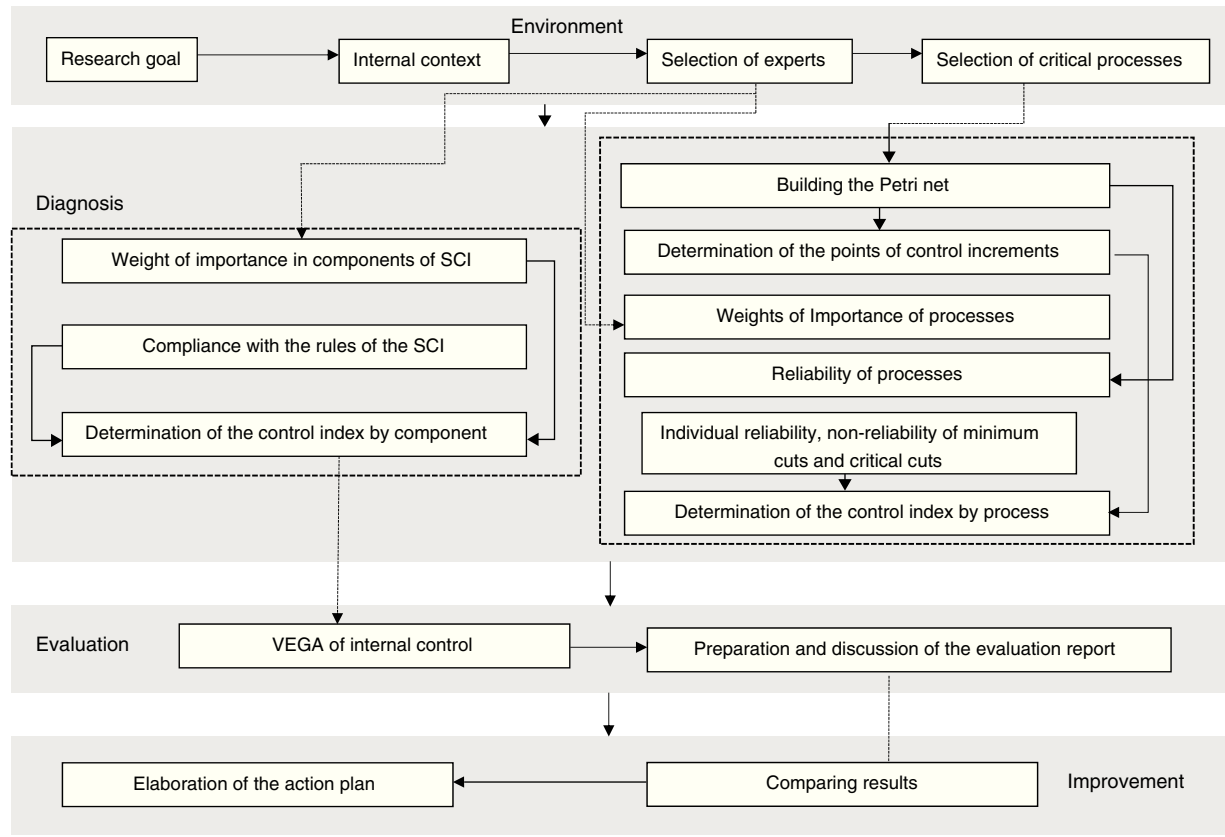 Environment
Research goal
Internal context
Selection of experts
Selection of critical processes
Diagnosis
Weight of importance in components of SCI
Compliance with the rules of the SCI
Determination of the control index by component
Building the Petri net
Determination of the points of control increments
Weights of Importance of processes
Reliability of processes
Individual reliability, non-reliability of minimum
cuts and critical cuts
Determination of the control index by process
Evaluation
VEGA of internal control
Preparation and discussion of the evaluation report
Elaboration of the action plan
Comparing results
Improvement